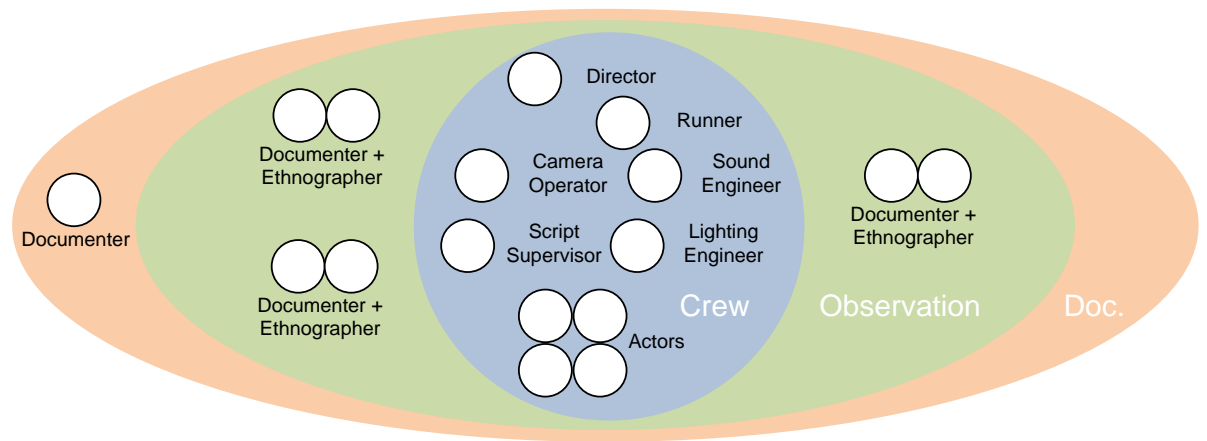 Director
Runner
Documenter +
Ethnographer
Camera
Operator
Sound
Engineer
Documenter +
Ethnographer
Documenter
Script
Supervisor
Lighting
Engineer
Documenter +
Ethnographer
Crew
Observation
Doc.
Actors